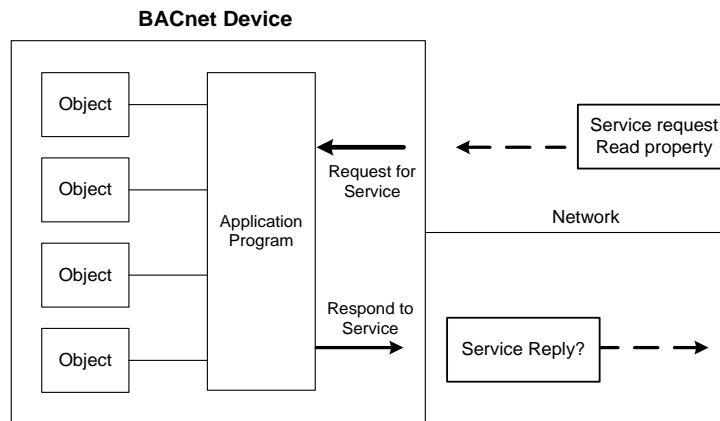 BACnet Device
Object
Object
Object
Object
Application
Program
Request for
Service
Respond to
Service
Service request
Read property
Network
Service Reply?